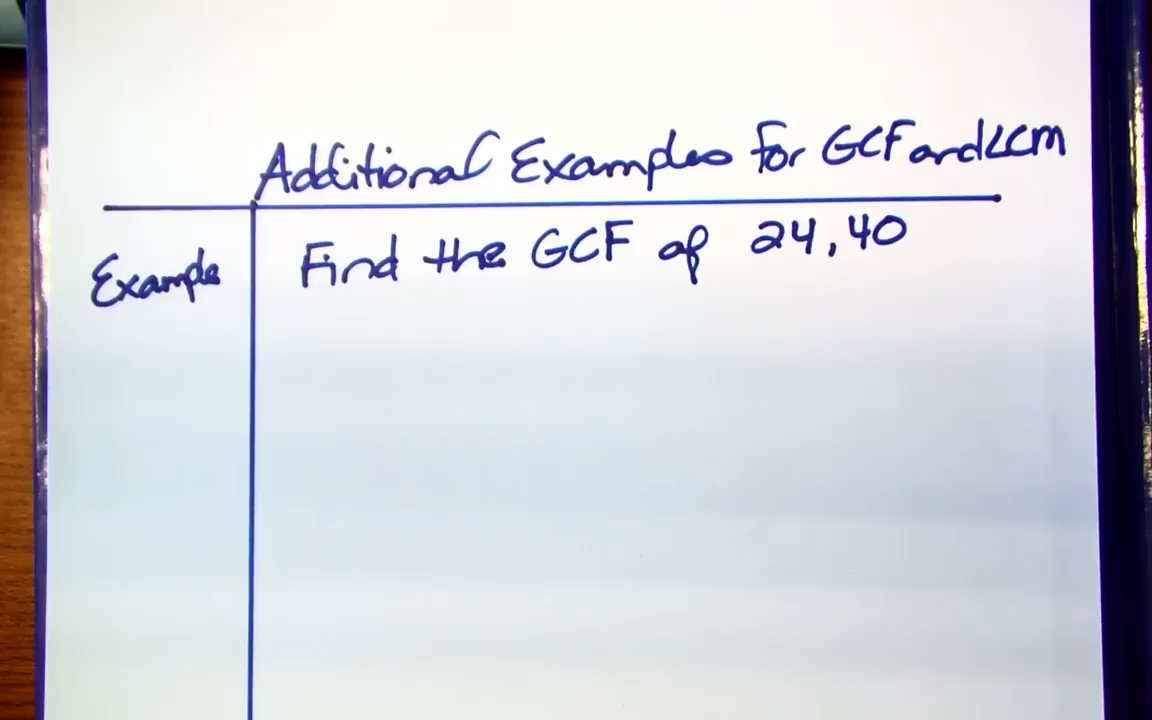 Additional Examples for GCF and LCM
Example
Find the GCF of 24, 40